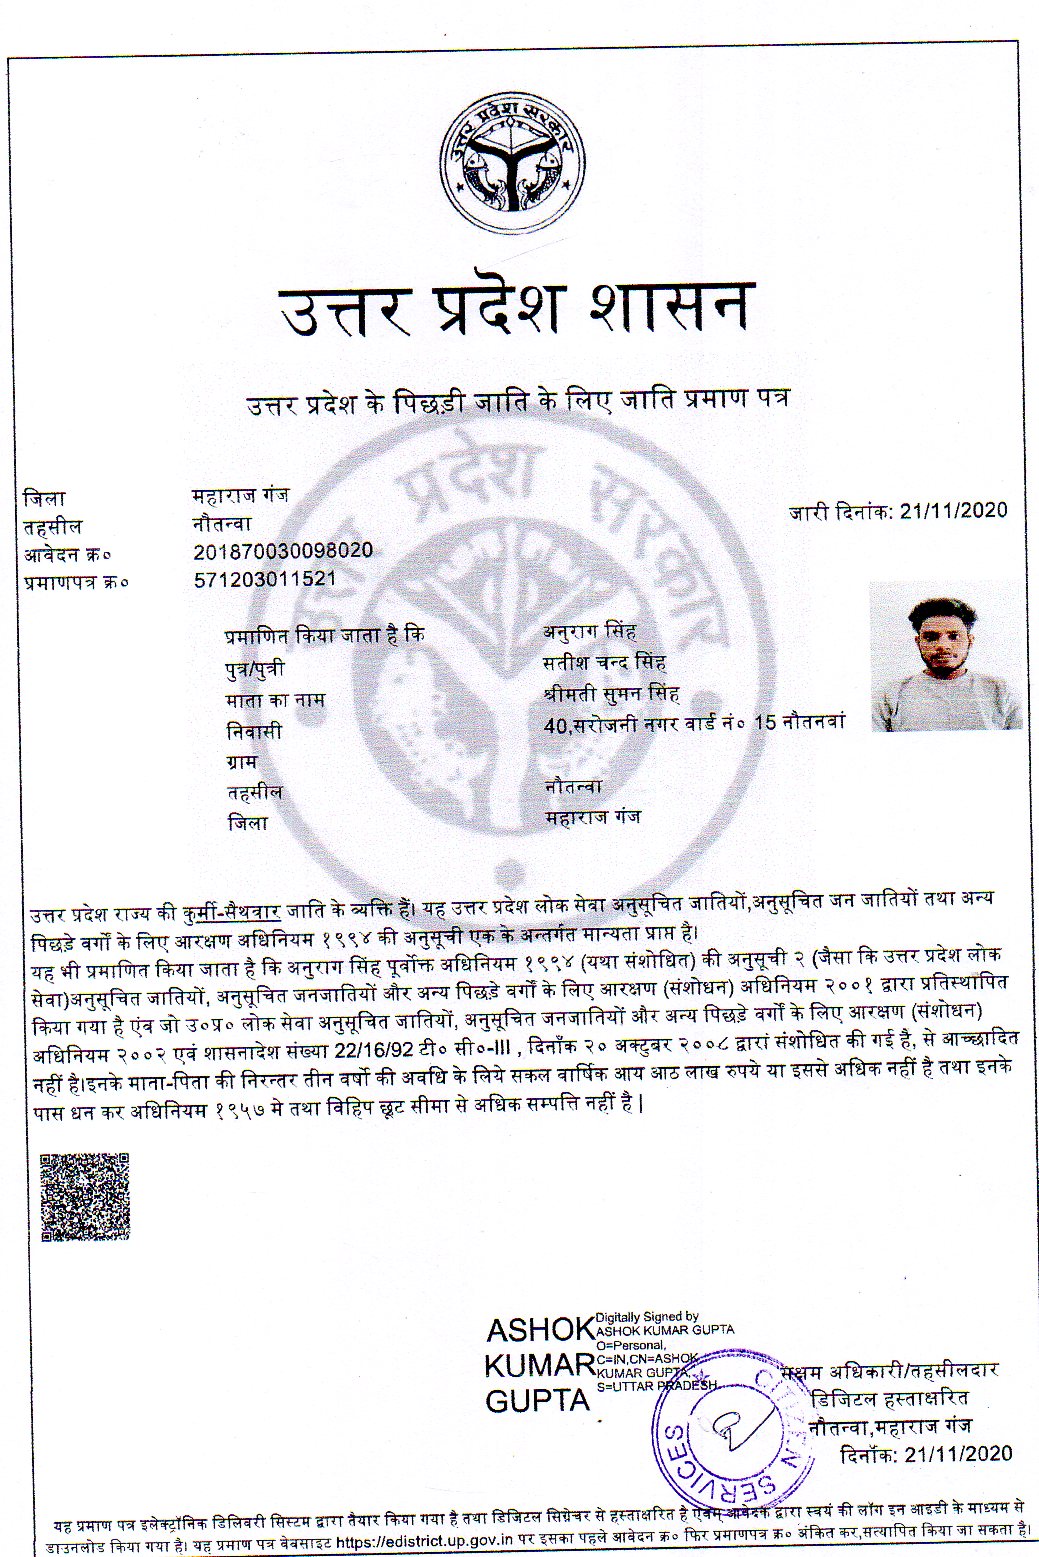 उत्तर प्रदेश सरकार
उत्तर प्रदेश शासन
उत्तर प्रदेश के पिछड़ी जाति के लिए जाति प्रमाण पत्र
जिला महाराज गंज
तहसील नौतन्वा
जारी दिनांक: 21/11/2020
आवेदन क्र० 201870030098020
प्रमाणपत्र क्र० 571203011521
प्रमाणित किया जाता है कि अनुराग सिंह
पुत्र/पुत्री सतीश चन्द सिंह
माता का नाम श्रीमती सुमन सिंह
निवासी 40,सरोजनी नगर वार्ड नं० 15 नौतनवां
ग्राम
तहसील नौतन्वा
जिला महाराज गंज
उत्तर प्रदेश राज्य की कुर्मी-सैथवार जाति के व्यक्ति हैं। यह उत्तर प्रदेश लोक सेवा अनुसूचित जातियों,अनुसूचित जन जातियों तथा अन्य
पिछड़े वर्गों के लिए आरक्षण अधिनियम १९९४ की अनुसूची एक के अन्तर्गत मान्यता प्राप्त है।
यह भी प्रमाणित किया जाता है कि अनुराग सिंह पूर्वोक्त अधिनियम १९९४ (यथा संशोधित) की अनुसूची २ (जैसा कि उत्तर प्रदेश लोक
सेवा)अनुसूचित जातियों, अनुसूचित जनजातियों और अन्य पिछड़े वर्गों के लिए आरक्षण (संशोधन) अधिनियम २००१ द्वारा प्रतिस्थापित
किया गया है एंव जो उ०प्र० लोक सेवा अनुसूचित जातियों, अनुसूचित जनजातियों और अन्य पिछड़े वर्गों के लिए आरक्षण (संशोधन)
अधिनियम २००२ एवं शासनादेश संख्या 22/16/92 टी० सी०-III , दिनाँक २० अक्टुबर २००८ द्वारां संशोधित की गई है, से आच्छादित
नहीं है।इनके माता-पिता की निरन्तर तीन वर्षो की अवधि के लिये सकल वार्षिक आय आठ लाख रुपये या इससे अधिक नहीं है तथा इनके
पास धन कर अधिनियम १९५७ मे तथा विहिप छूट सीमा से अधिक सम्पत्ति नहीं है |
ASHOK
KUMAR
GUPTA
Digitally Signed by
ASHOK KUMAR GUPTA
O=Personal,
C=IN,CN=ASHOK
KUMAR GUPTA,
S=UTTAR PRADESH
CITIZEN SERVICES
सक्षम अधिकारी/तहसीलदार
डिजिटल हस्ताक्षरित
नौतन्वा,महाराज गंज
दिनॉक: 21/11/2020
यह प्रमाण पत्र इलेक्ट्रॉनिक डिलिवरी सिस्टम द्वारा तैयार किया गया है तथा डिजिटल सिग्नेचर से हस्ताक्षरित है एवम आवेदक द्वारा स्वयं की लॉग इन आइडी के माध्यम से
डाउनलोड किया गया है। यह प्रमाण पत्र वेबसाइट https://edistrict.up.gov.in पर इसका पहले आवेदन क्र० फिर प्रमाणपत्र क्र० अंकित कर,सत्यापित किया जा सकता है।